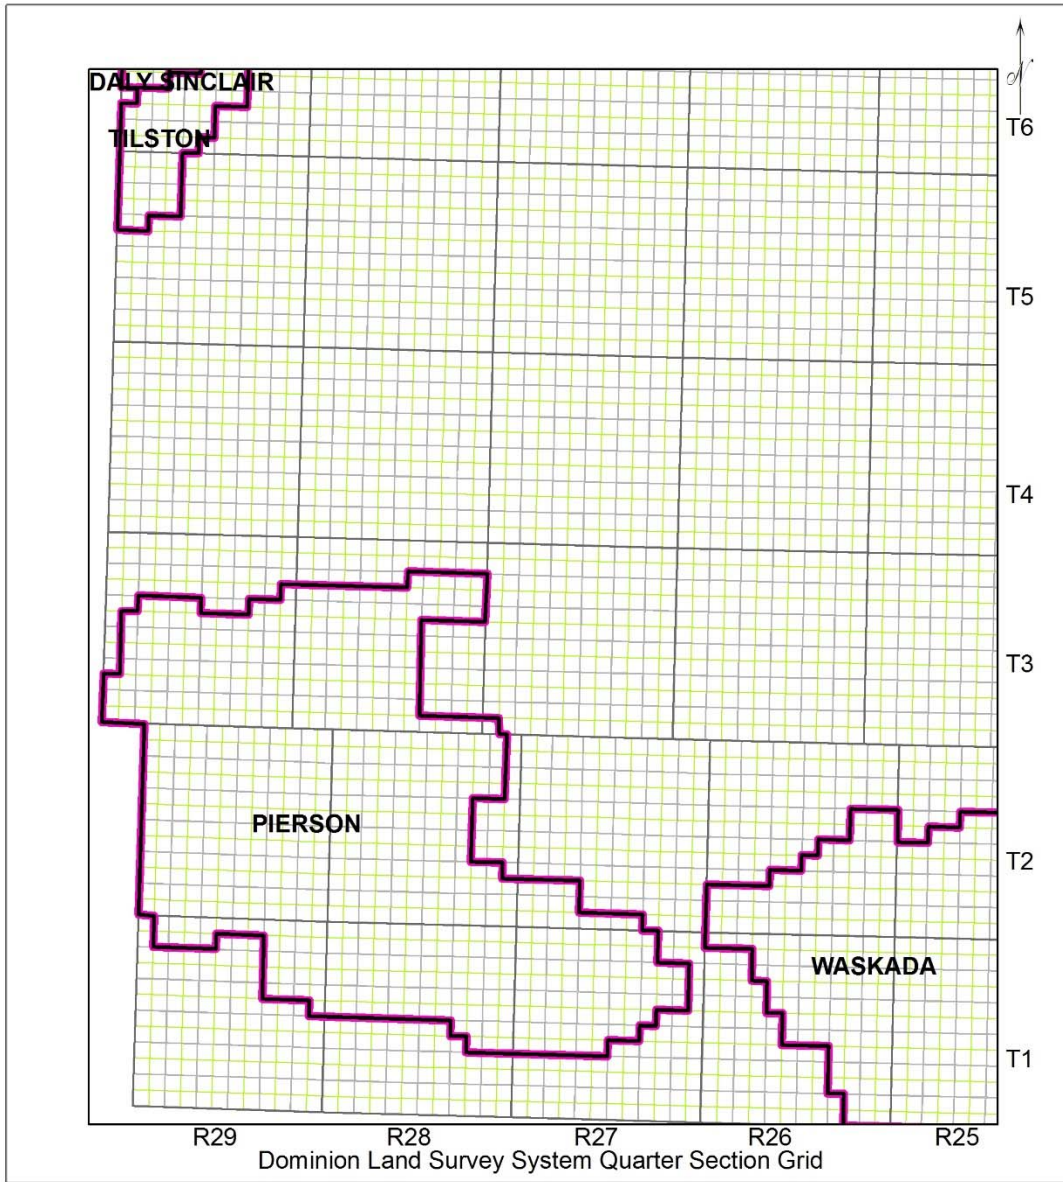 N
DALY SINCLAIR
T6
TILSTON
T5
T4
T3
PIERSON
T2
WASKADA
T1
R29 R28 R27 R26 R25
Dominion Land Survey System Quarter Section Grid